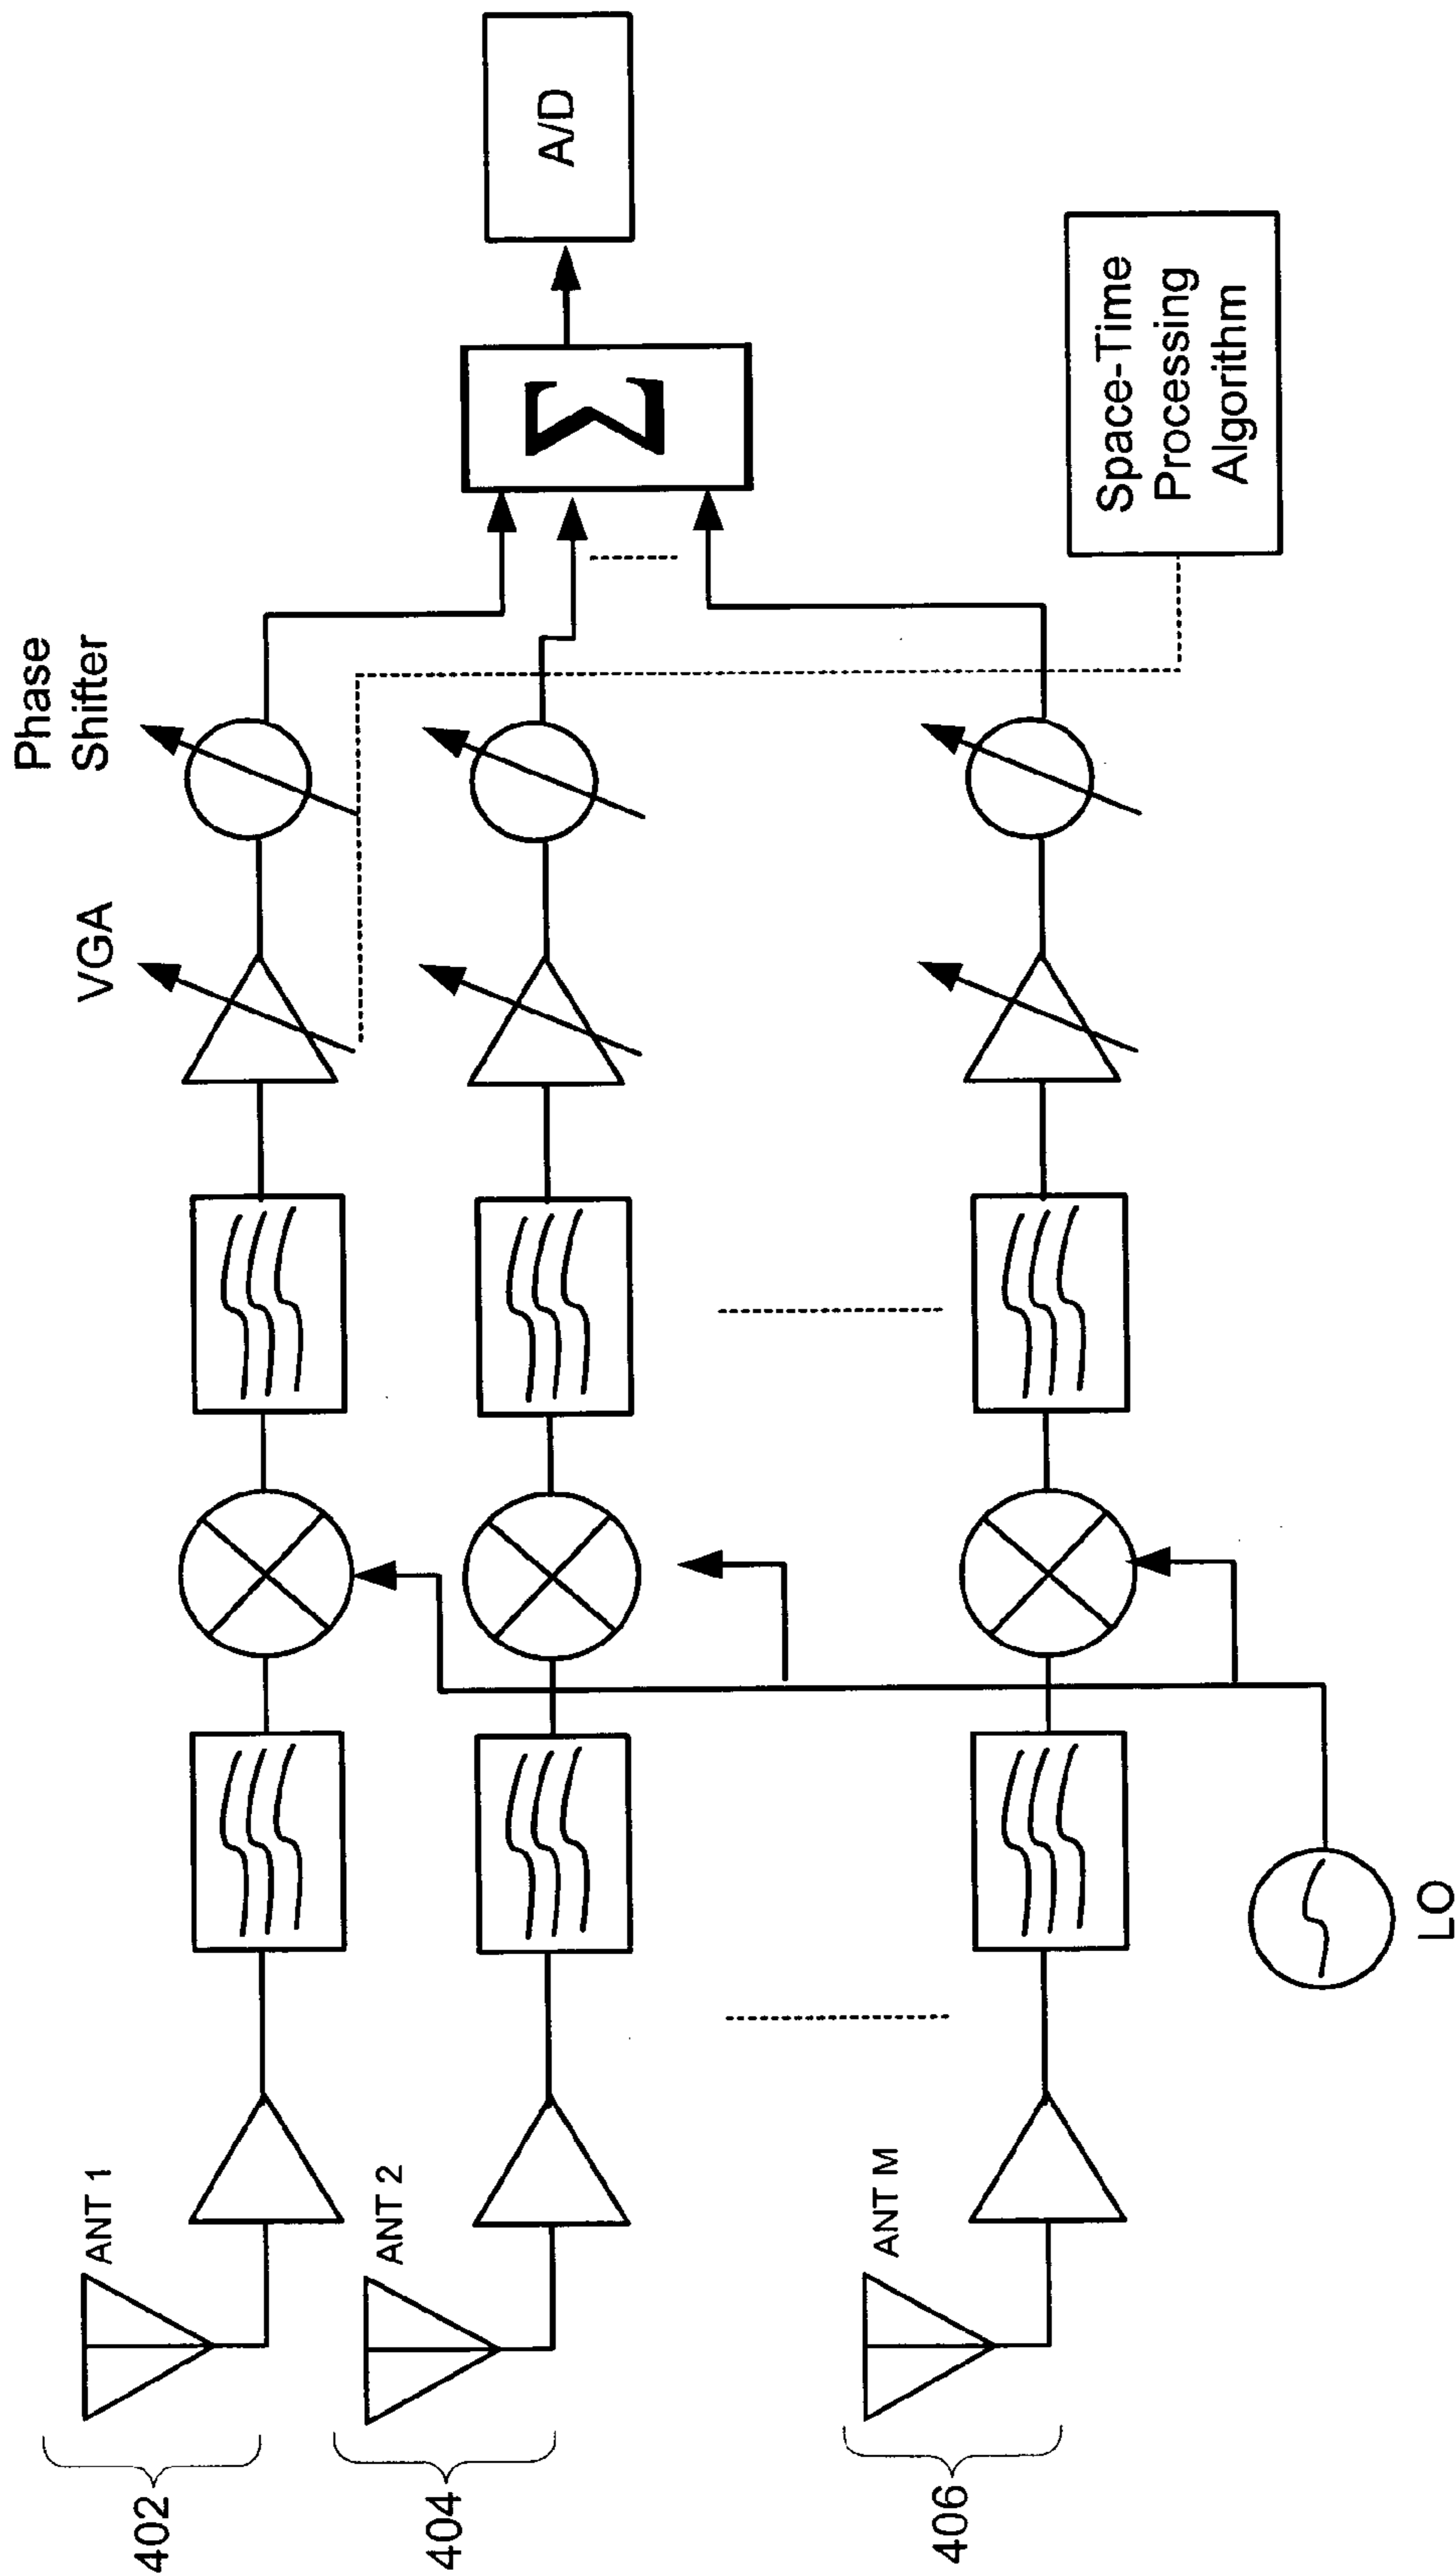 402
ANT 1
VGA
Phase
Shifter
404
ANT 2
Σ
A/D
406
ANT M
LO
Space-Time
Processing
Algorithm